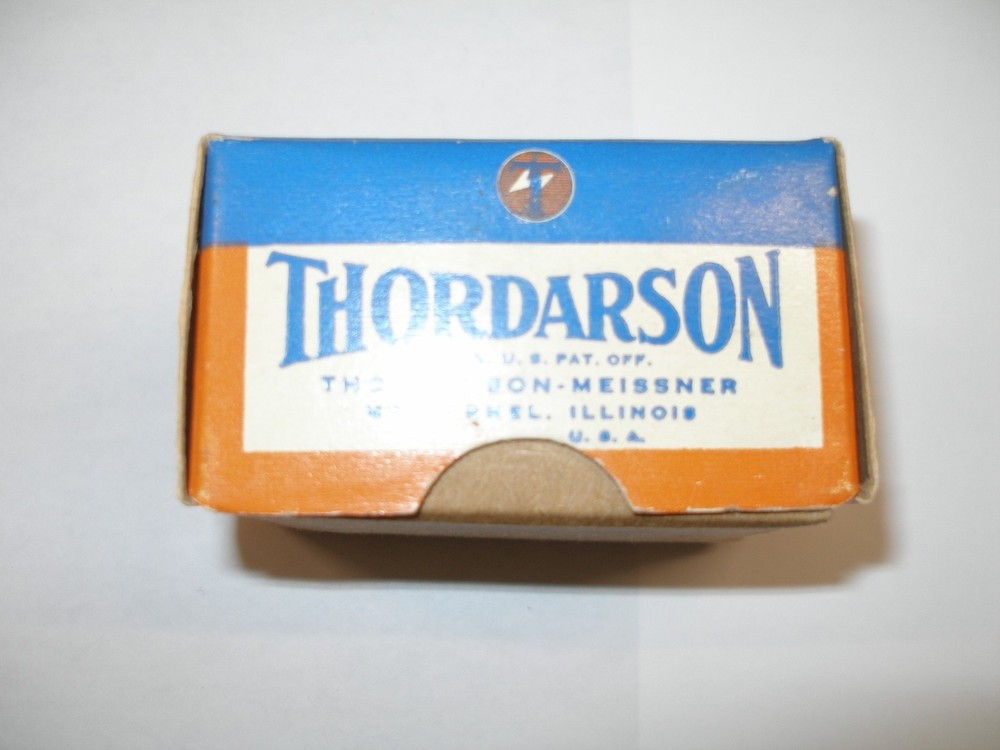 T
THORDARSON
U. S. PAT. OFF.
-MEISSNER
ILLINOIS
U. S. A.